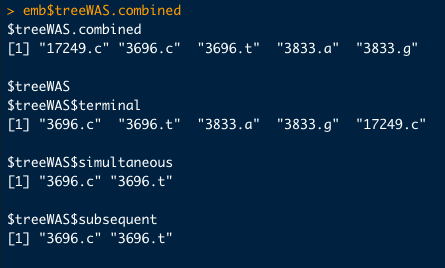 > emb$treeWAS.combined
$treeWAS.combined
[1] "17249.c" "3696.c"  "3696.t"  "3833.a"  "3833.g"
$treeWAS
$treeWAS$terminal
[1] "3696.c"  "3696.t"  "3833.a"  "3833.g"  "17249.c"
$treeWAS$simultaneous
[1] "3696.c" "3696.t"
$treeWAS$subsequent
[1] "3696.c" "3696.t"